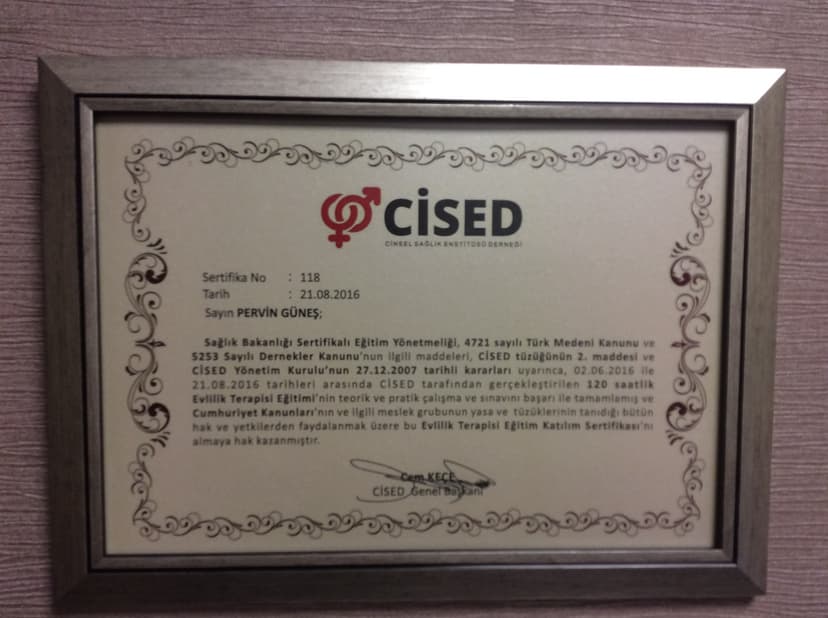 CİSED
CİNSEL SAĞLIK ENSTİTÜSÜ DERNEĞİ
Sertifika No : 118
Tarih : 21.08.2016
Sayın PERVİN GÜNEŞ;
Sağlık Bakanlığı Sertifikalı Eğitim Yönetmeliği, 4721 sayılı Türk Medeni Kanunu ve
5253 Sayılı Dernekler Kanunu'nun ilgili maddeleri, CİSED tüzüğünün 2. maddesi ve
CİSED Yönetim Kurulu'nun 27.12.2007 tarihli kararları uyarınca, 02.06.2016 ile
21.08.2016 tarihleri arasında CİSED tarafından gerçekleştirilen 120 saatlik
Evlilik Terapisi Eğitimi'nin teorik ve pratik çalışma ve sınavını başarı ile tamamlamış ve
Cumhuriyet Kanunları'nın ve ilgili meslek grubunun yasa ve tüzüklerinin tanıdığı bütün
hak ve yetkilerden faydalanmak üzere bu Evlilik Terapisi Eğitim Katılım Sertifikası'nı
almaya hak kazanmıştır.
Cem KEÇE
CİSED Genel Başkanı